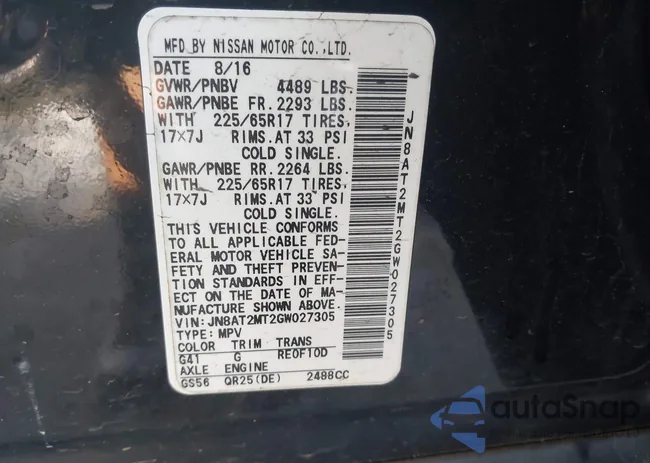 MFD BY NISSAN MOTOR CO.,LTD.
DATE 8/16
GVWR/PNBV 4489 LBS.
GAWR/PNBE FR. 2293 LBS.
WITH 225/65R17 TIRES.
17×7J RIMS.AT 33 PSI
COLD SINGLE.
GAWR/PNBE RR. 2264 LBS.
WITH 225/65R17 TIRES.
17×7J RIMS.AT 33 PSI
COLD SINGLE.
THIS VEHICLE CONFORMS
TO ALL APPLICABLE FED-
ERAL MOTOR VEHICLE SA-
FETY AND THEFT PREVEN-
TION STANDARDS IN EFF-
ECT ON THE DATE OF MA-
NUFACTURE SHOWN ABOVE.
VIN:JN8AT2MT2GW027305
TYPE:MPV
COLOR TRIM TRANS
G41 G RE0F10D
AXLE ENGINE
GS56 QR25(DE) 2488CC
JN8AT2MT2GW027305
autoSnap